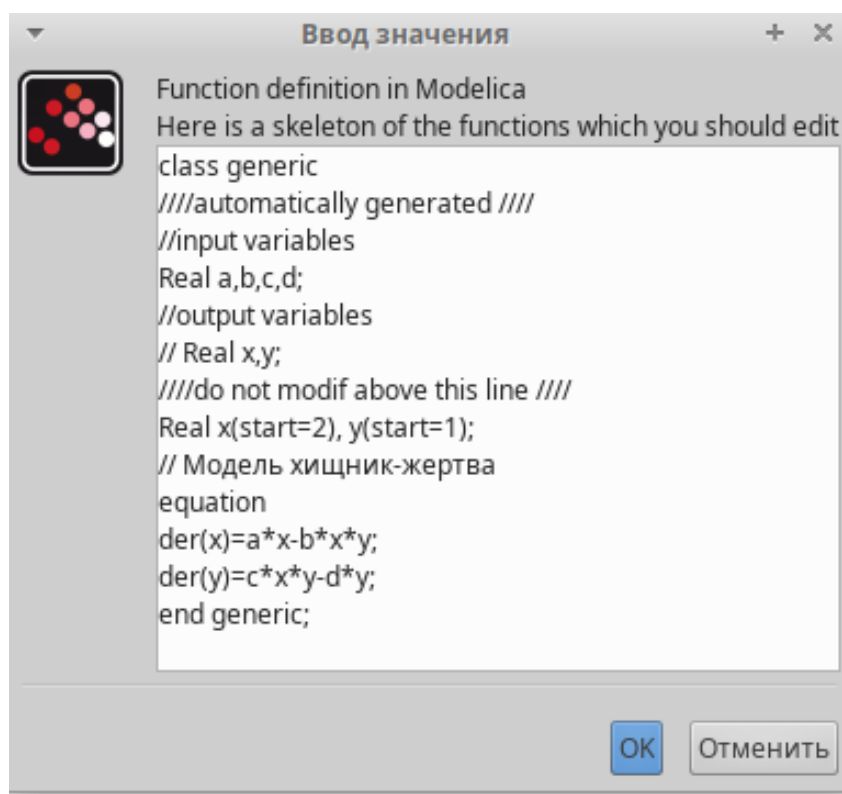 Ввод значения
Function definition in Modelica
Here is a skeleton of the functions which you should edit
class generic
////automatically generated ////
//input variables
Real a,b,c,d;
//output variables
// Real x,y;
////do not modif above this line ////
Real x(start=2), y(start=1);
// Модель хищник-жертва
equation
der(x)=a*x-b*x*y;
der(y)=c*x*y-d*y;
end generic;
OK
Отменить